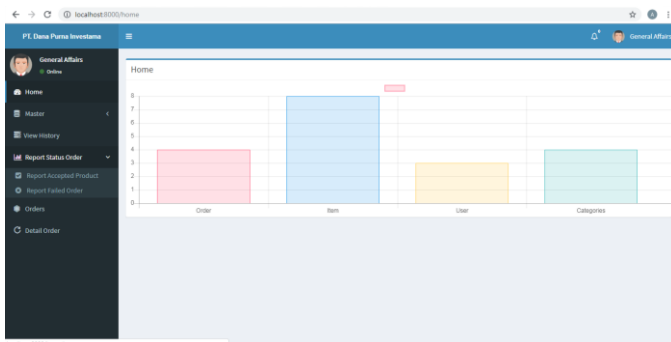 localhost:8000/home
PT. Dana Purna Investama
General Affairs
General Affairs
Online
Home
Home
Master
View History
Report Status Order
Report Accepted Product
Report Failed Order
Orders
Detail Order
8
7
6
5
4
3
2
1
0
Order
Item
User
Categories